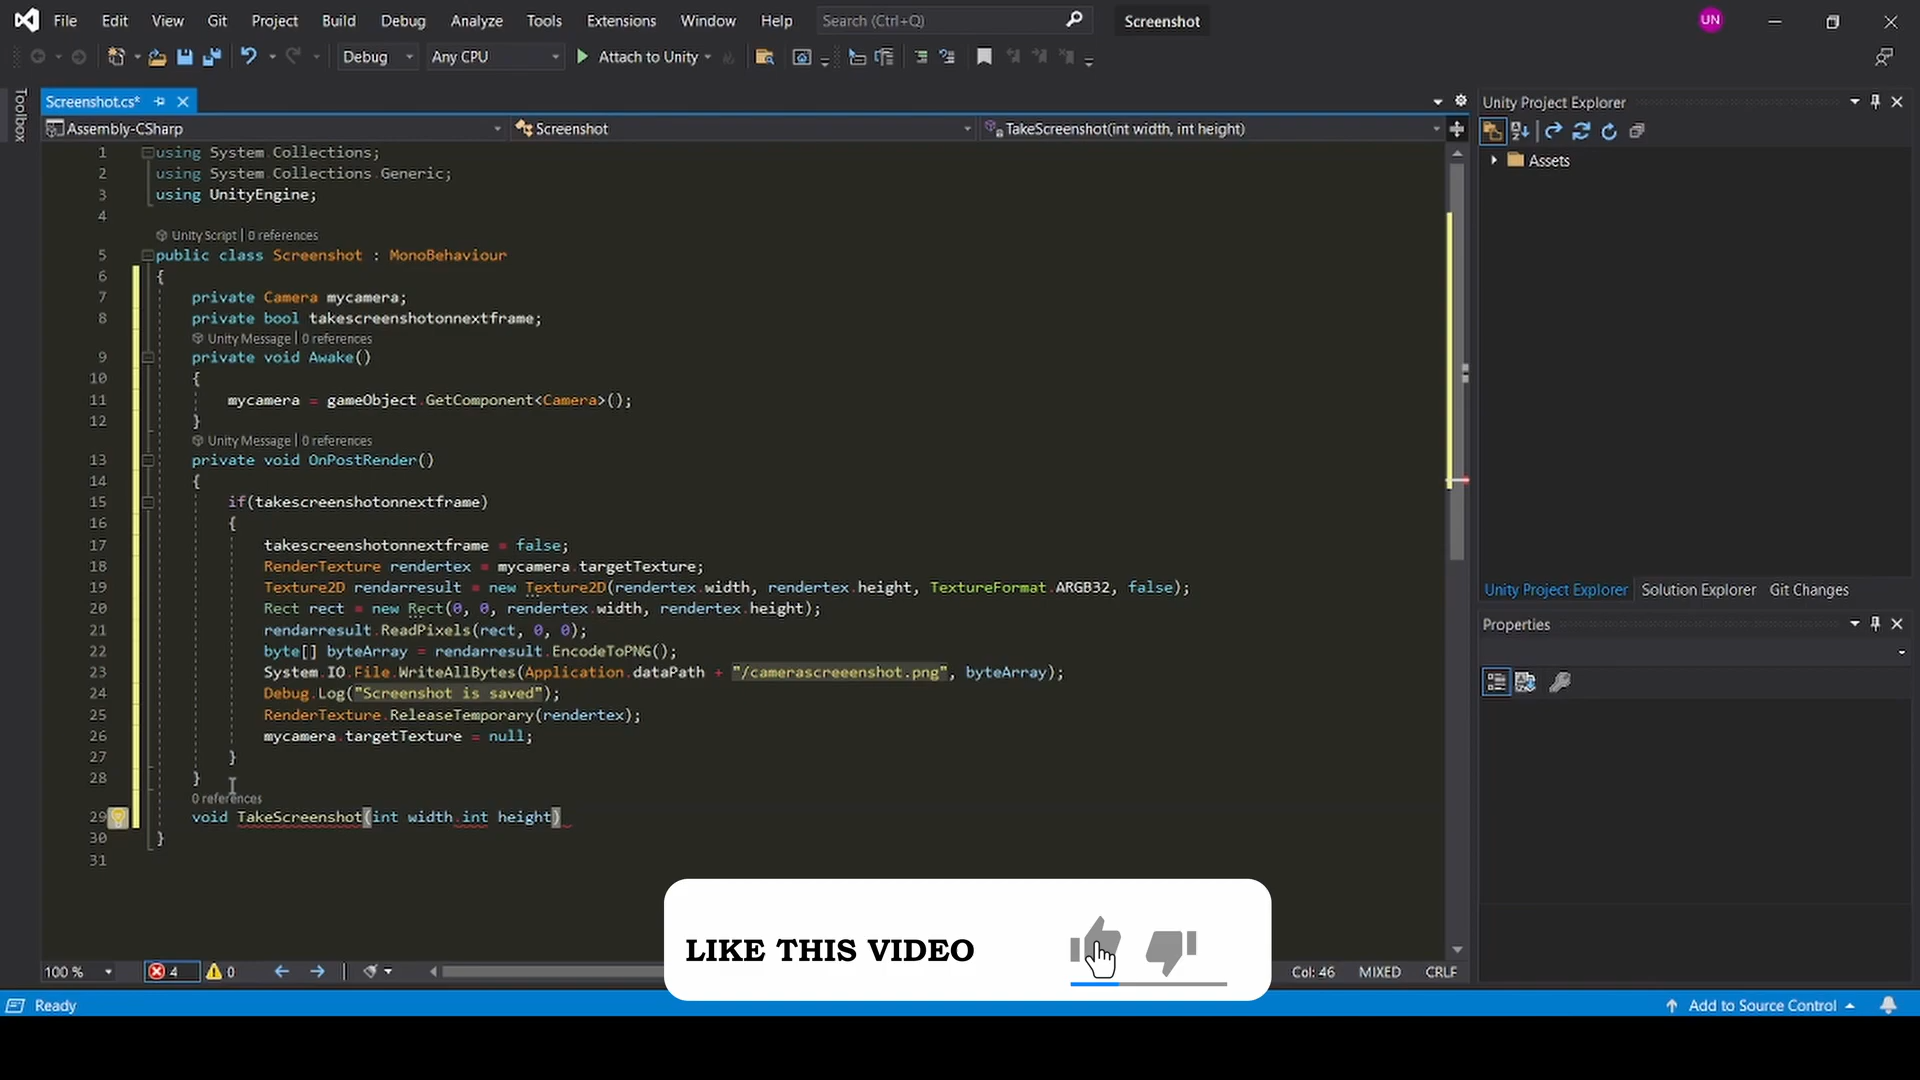 File Edit View Git Project Build Debug Test Analyze Tools Extensions Window Help Search (Ctrl+Q) Screenshot UN
Debug Any CPU Attach to Unity
Toolbox
Screenshot.cs*
Assembly-CSharp Screenshot TakeScreenshot(int width, int height)
1 using System.Collections;
2 using System.Collections.Generic;
3 using UnityEngine;
4
Unity Script | 0 references
5 public class Screenshot : MonoBehaviour
6 {
7 private Camera mycamera;
8 private bool takescreenshotonnextframe;
Unity Message | 0 references
9 private void Awake()
10 {
11 mycamera = gameObject.GetComponent<Camera>();
12 }
Unity Message | 0 references
13 private void OnPostRender()
14 {
15 if(takescreenshotonnextframe)
16 {
17 takescreenshotonnextframe = false;
18 RenderTexture rendertex = mycamera.targetTexture;
19 Texture2D rendarresult = new Texture2D(rendertex.width, rendertex.height, TextureFormat.ARGB32, false);
20 Rect rect = new Rect(0, 0, rendertex.width, rendertex.height);
21 rendarresult.ReadPixels(rect, 0, 0);
22 byte[] byteArray = rendarresult.EncodeToPNG();
23 System.IO.File.WriteAllBytes(Application.dataPath + "/camerascreeenshot.png", byteArray);
24 Debug.Log("Screenshot is saved");
25 RenderTexture.ReleaseTemporary(rendertex);
26 mycamera.targetTexture = null;
27 }
28 }
0 references
29 void TakeScreenshot(int width.int height)
30 }
31
Unity Project Explorer
Assets
Unity Project Explorer Solution Explorer Git Changes
Properties
LIKE THIS VIDEO
100 % 4 0 Col: 46 MIXED CRLF
Ready Add to Source Control